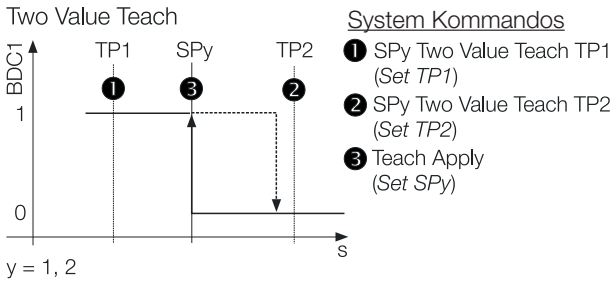 Two Value Teach
BDC1
TP1 SPy TP2
1 3 2
1
0
s
y = 1, 2
System Kommandos
1 SPy Two Value Teach TP1
(Set TP1)
2 SPy Two Value Teach TP2
(Set TP2)
3 Teach Apply
(Set SPy)